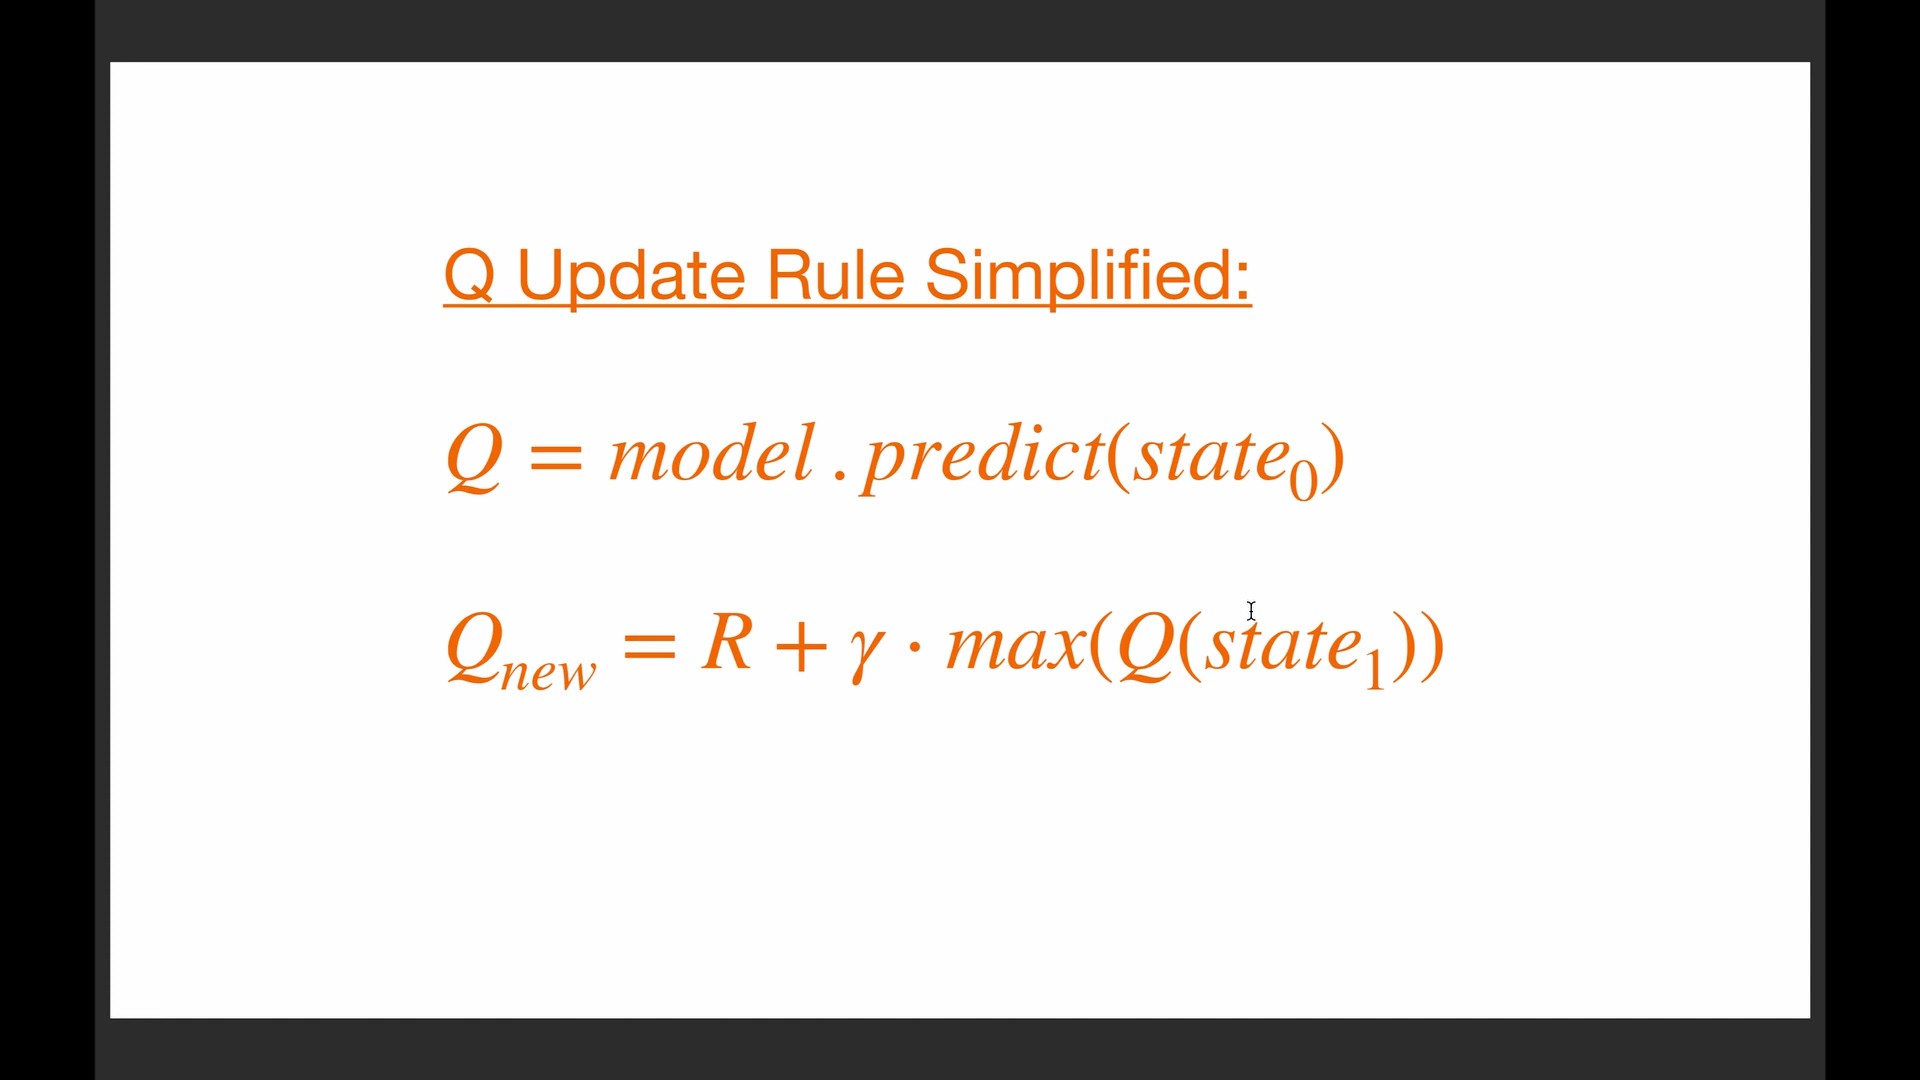 Q Update Rule Simplified:
Q = model . predict(state₀)
Qₙₑw = R + γ · max(Q(state₁))